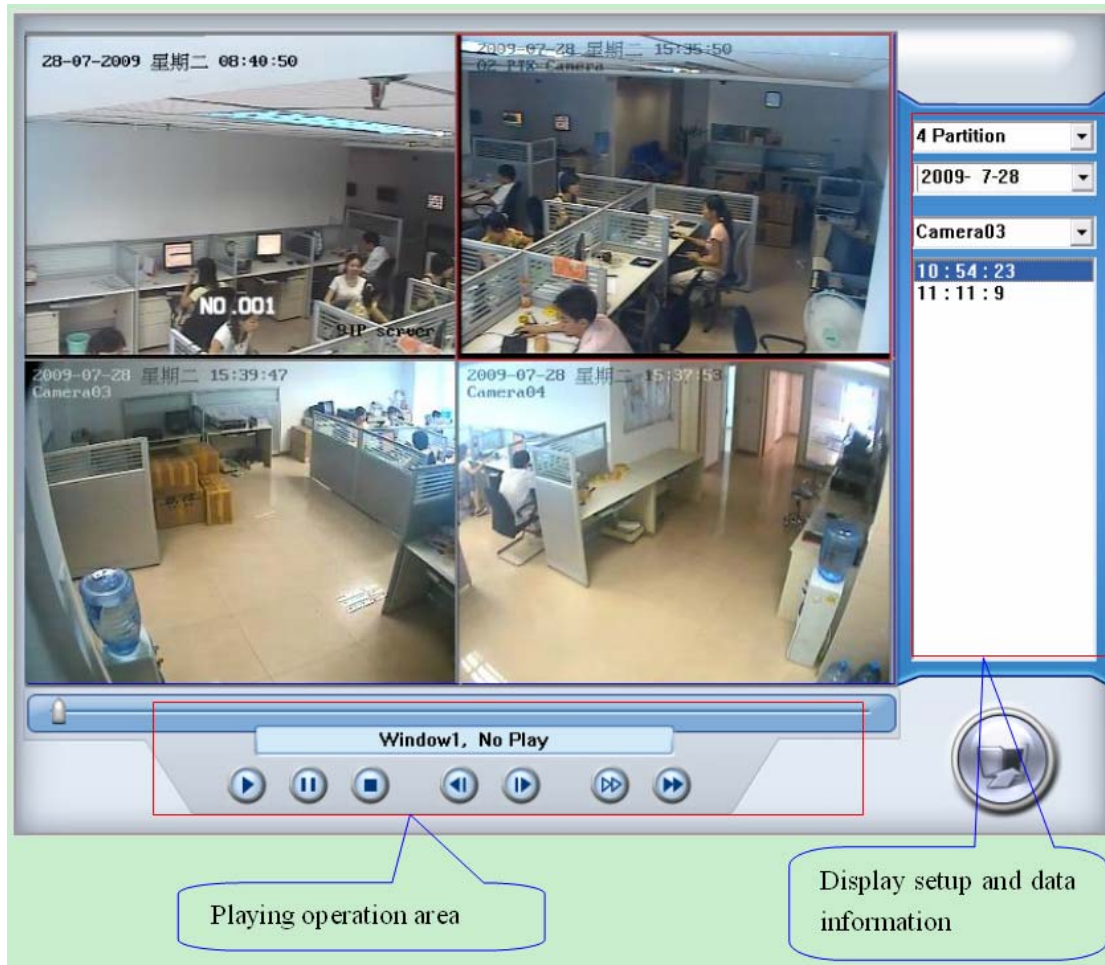 28-07-2009 星期二 08:40:50
NO.001
9IP server
2009-07-28 星期二 15:35:50
02 PTZ Camera
2009-07-28 星期二 15:39:47
Camera03
2009-07-28 星期二 15:37:53
Camera04
4 Partition
2009- 7-28
Camera03
10:54:23
11:11:9
Window1, No Play
Playing operation area
Display setup and data
information